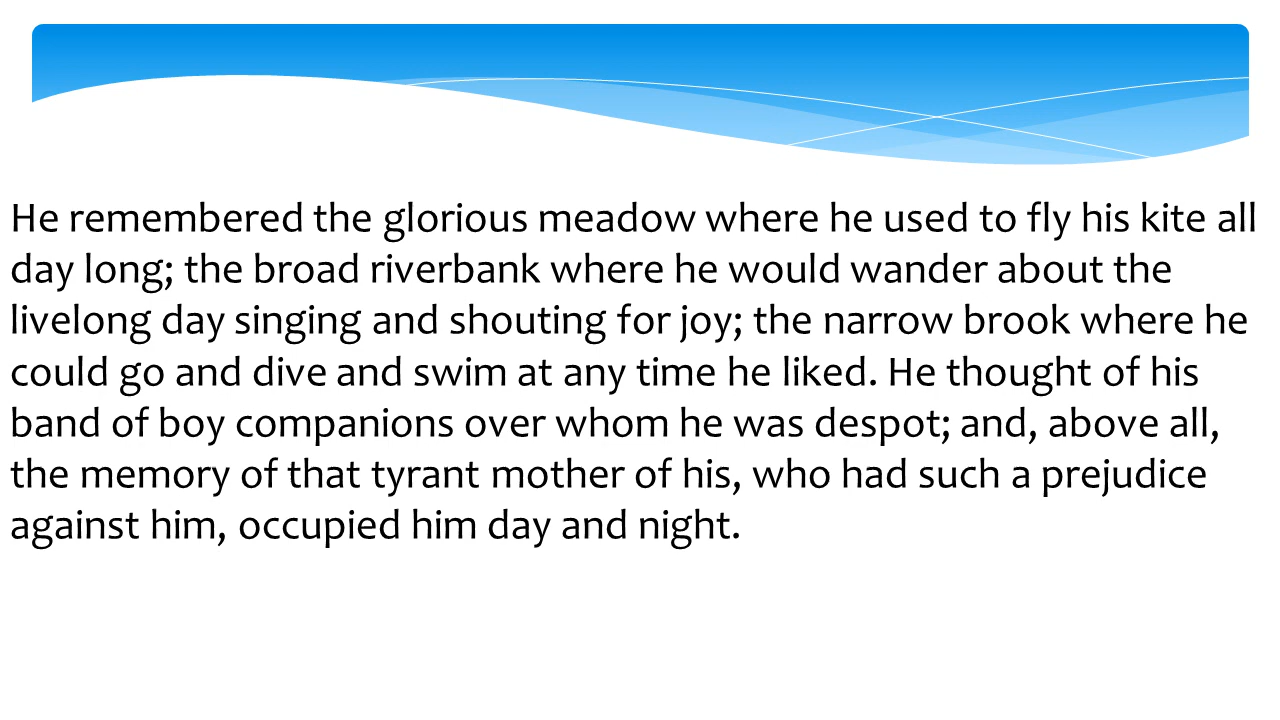 He remembered the glorious meadow where he used to fly his kite all
day long; the broad riverbank where he would wander about the
livelong day singing and shouting for joy; the narrow brook where he
could go and dive and swim at any time he liked. He thought of his
band of boy companions over whom he was despot; and, above all,
the memory of that tyrant mother of his, who had such a prejudice
against him, occupied him day and night.